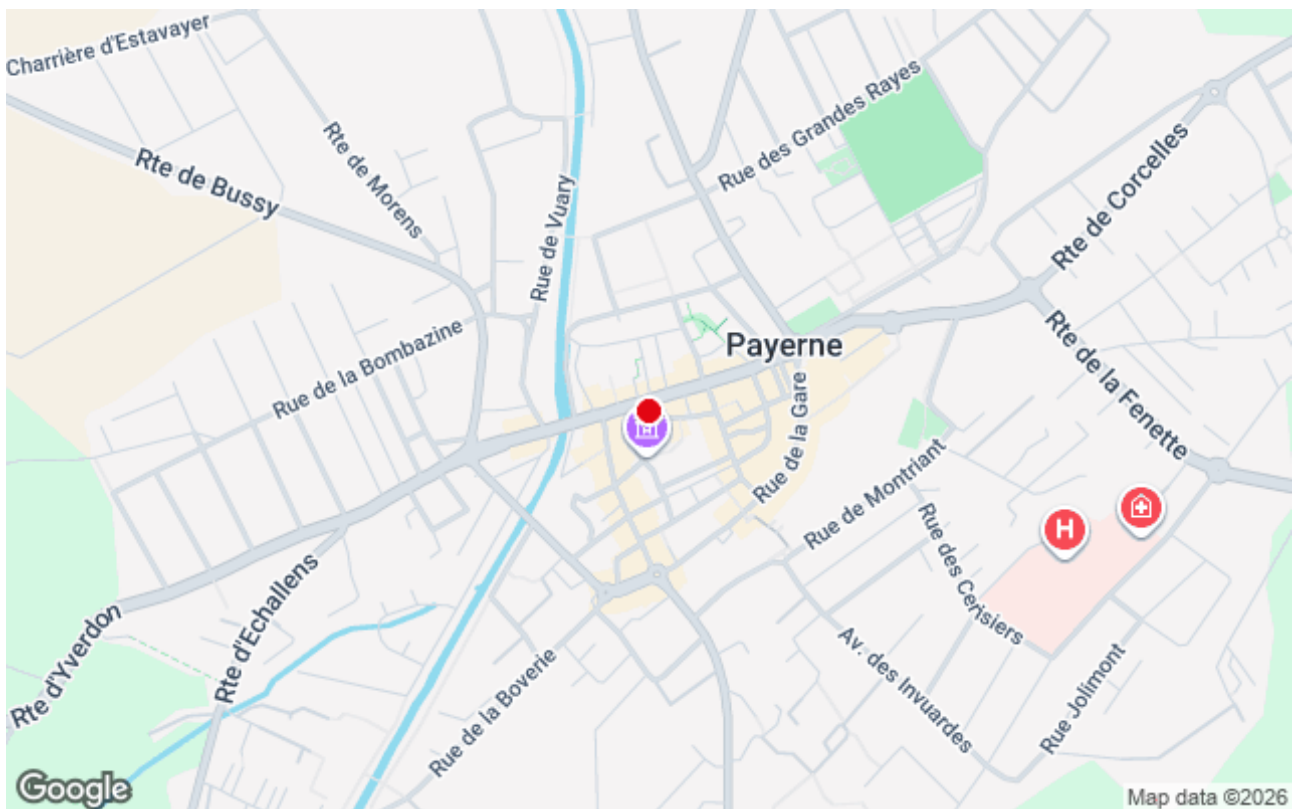 Charrière d'Estavayer
Rte de Bussy
Rte de Morens
Rue de Vuary
Rue des Grandes Rayes
Rte de Corcelles
Payerne
Rue de la Bombazine
Rue de la Gare
Rte de la Fenette
Rue de Montriant
H
Rue des Cerisiers
Rte d'Yverdon
Rte d'Echallens
Rue de la Boverie
Av. des Invuardes
Rue Jolimont
Google
Map data ©2026